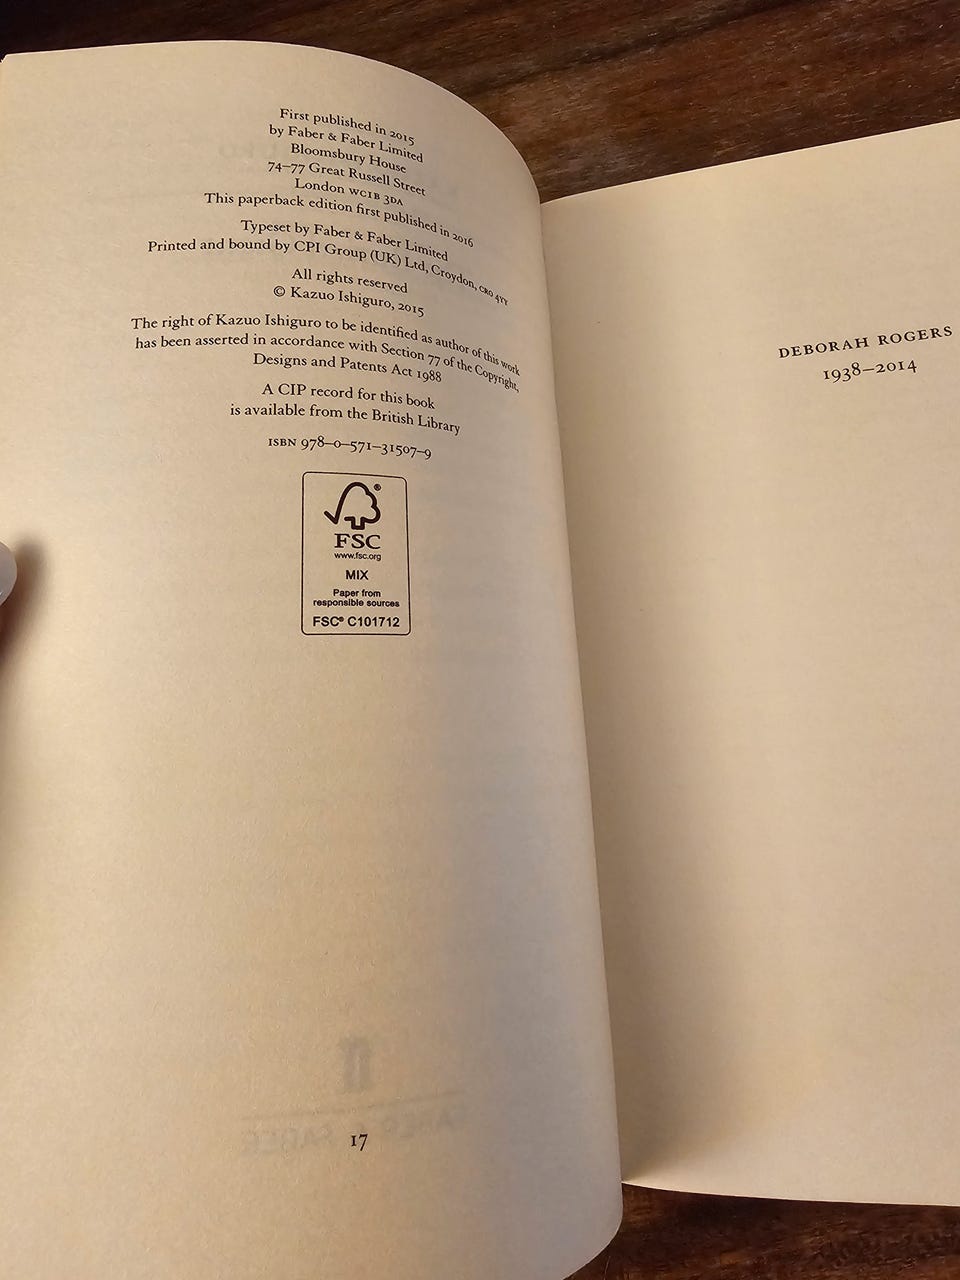 First published in 2015
by Faber & Faber Limited
Bloomsbury House
74–77 Great Russell Street
London WC1B 3DA
This paperback edition first published in 2016
Typeset by Faber & Faber Limited
Printed and bound by CPI Group (UK) Ltd, Croydon, CR0 4YY
All rights reserved
© Kazuo Ishiguro, 2015
The right of Kazuo Ishiguro to be identified as author of this work
has been asserted in accordance with Section 77 of the Copyright,
Designs and Patents Act 1988
A CIP record for this book
is available from the British Library
ISBN 978–0–571–31507–9
®
FSC
www.fsc.org
MIX
Paper from
responsible sources
FSC® C101712
17
DEBORAH ROGERS
1938–2014